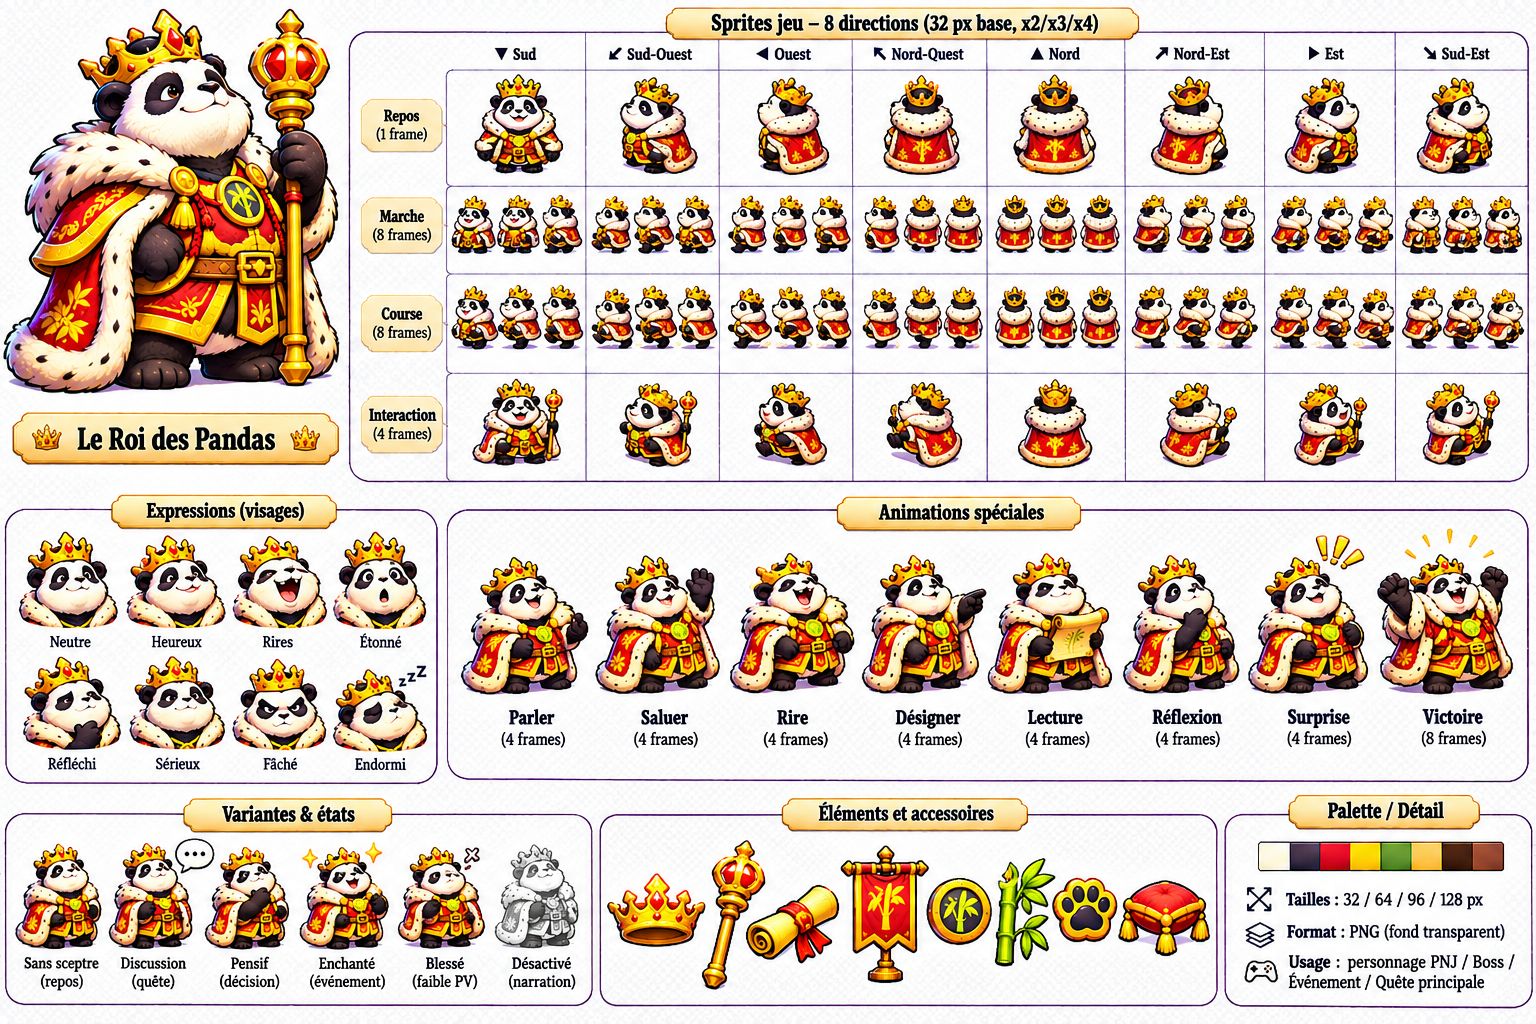 Sprites jeu – 8 directions (32 px base, x2/x3/x4)
▼ Sud
↙ Sud-Ouest
◀ Ouest
↖ Nord-Quest
▲ Nord
↗ Nord-Est
▶ Est
↘ Sud-Est
Repos
(1 frame)
Marche
(8 frames)
Course
(8 frames)
Interaction
(4 frames)
Le Roi des Pandas
Expressions (visages)
Neutre
Heureux
Rires
Étonné
zzZ
Réfléchi
Sérieux
Fâché
Endormi
Animations spéciales
Parler
(4 frames)
Saluer
(4 frames)
Rire
(4 frames)
Désigner
(4 frames)
Lecture
(4 frames)
Réflexion
(4 frames)
Surprise
(4 frames)
Victoire
(8 frames)
Variantes & états
Sans sceptre
(repos)
Discussion
(quête)
Pensif
(décision)
Enchanté
(événement)
Blessé
(faible PV)
Désactivé
(narration)
Éléments et accessoires
Palette / Détail
Tailles : 32 / 64 / 96 / 128 px
Format : PNG (fond transparent)
Usage : personnage PNJ / Boss /
Événement / Quête principale